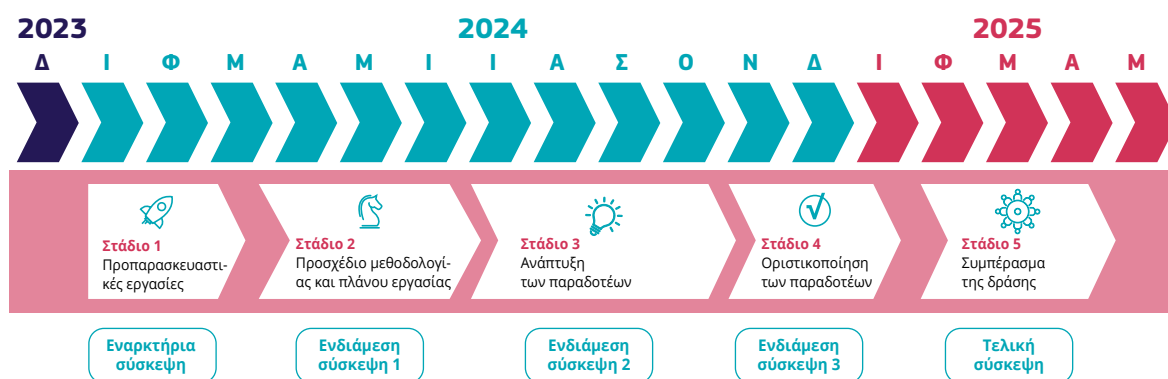 2023 2024 2025
Δ Ι Φ Μ Α Μ Ι Ι Α Σ Ο Ν Δ Ι Φ Μ Α Μ
Στάδιο 1
Προπαρασκευαστι-
κές εργασίες
Στάδιο 2
Προσχέδιο μεθοδολογί-
ας και πλάνου εργασίας
Στάδιο 3
Ανάπτυξη
των παραδοτέων
Στάδιο 4
Οριστικοποίηση
των παραδοτέων
Στάδιο 5
Συμπέρασμα
της δράσης
Εναρκτήρια
σύσκεψη
Ενδιάμεση
σύσκεψη 1
Ενδιάμεση
σύσκεψη 2
Ενδιάμεση
σύσκεψη 3
Τελική
σύσκεψη